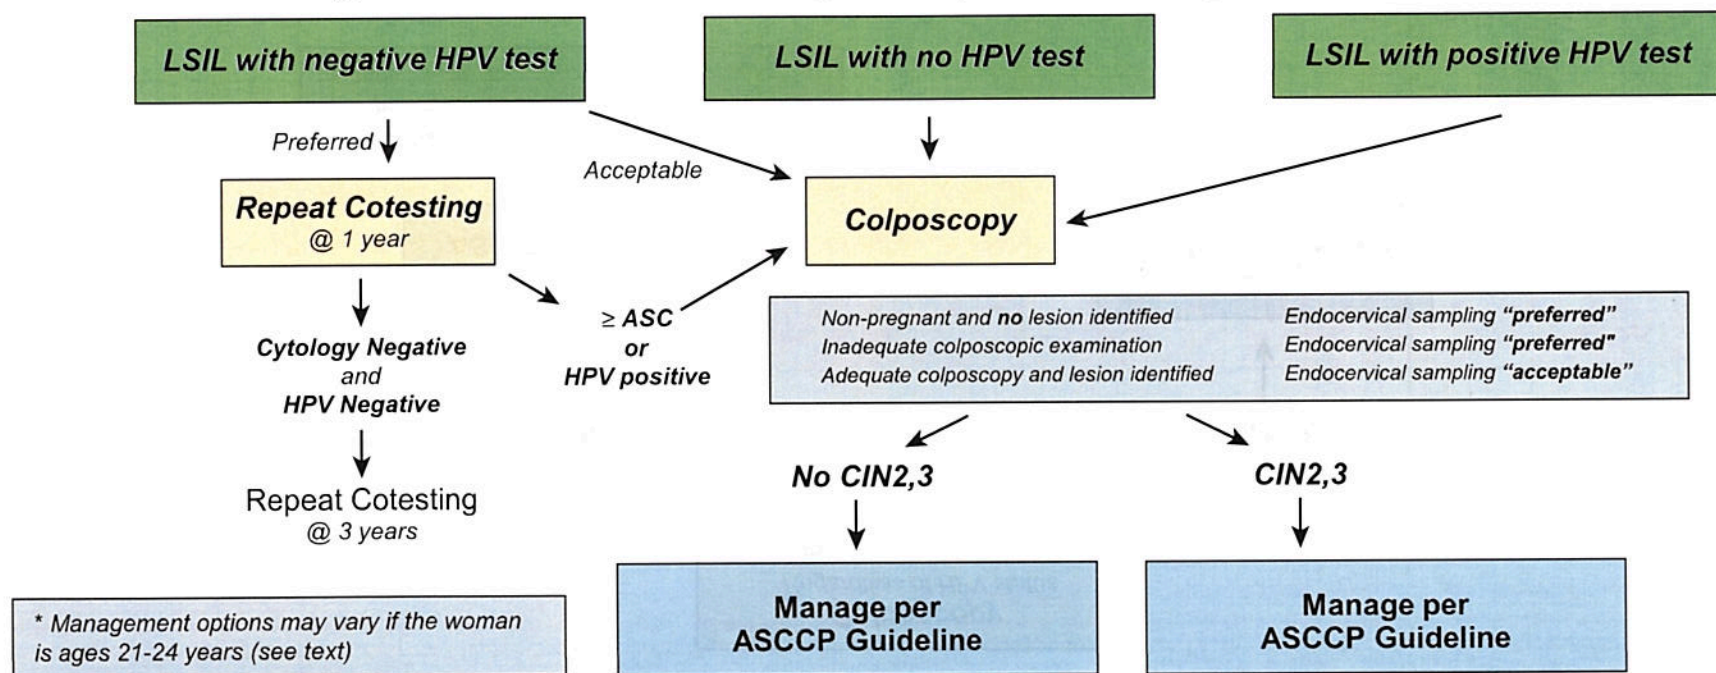 LSIL with negative HPV test
LSIL with no HPV test
LSIL with positive HPV test
Preferred
Acceptable
Repeat Cotesting
@ 1 year
Colposcopy
≥ ASC
or
HPV positive
Cytology Negative
and
HPV Negative
Non-pregnant and no lesion identified Endocervical sampling “preferred”
Inadequate colposcopic examination Endocervical sampling “preferred"
Adequate colposcopy and lesion identified Endocervical sampling “acceptable”
Repeat Cotesting
@ 3 years
No CIN2,3
CIN2,3
Manage per
ASCCP Guideline
Manage per
ASCCP Guideline
* Management options may vary if the woman
is ages 21-24 years (see text)